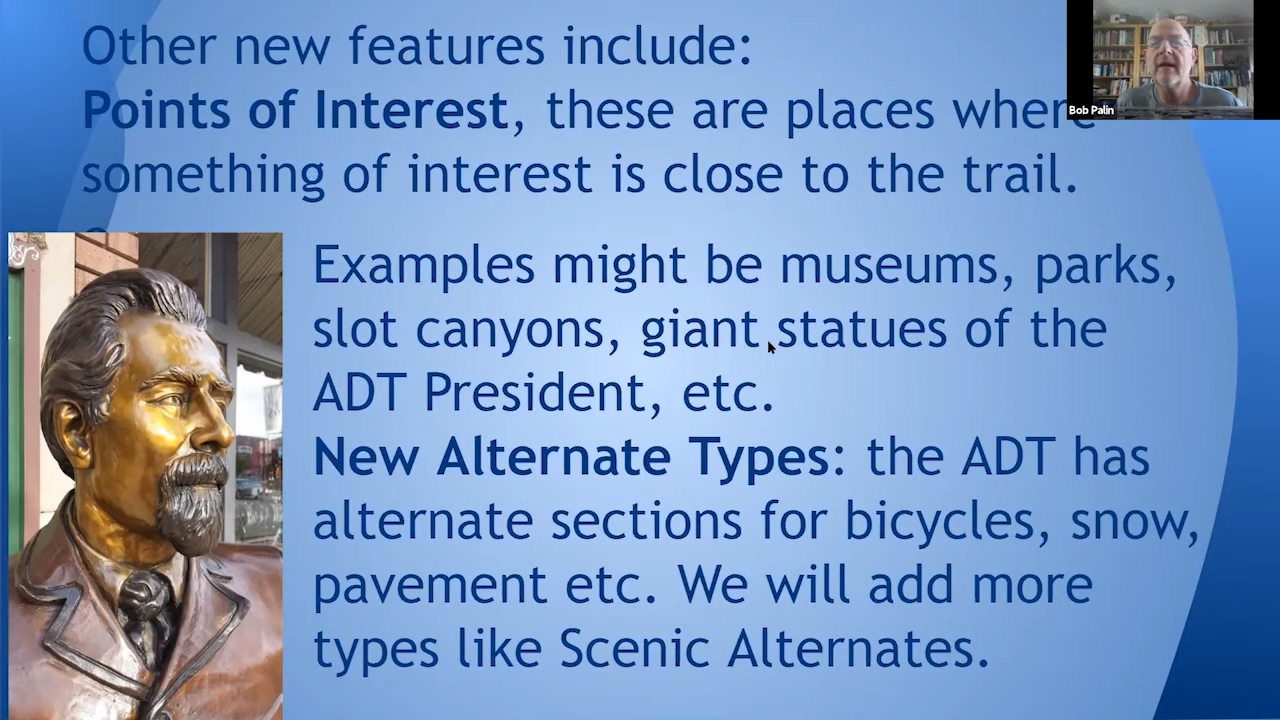 Other new features include:
Points of Interest, these are places where
something of interest is close to the trail.
Examples might be museums, parks,
slot canyons, giant statues of the
ADT President, etc.
New Alternate Types: the ADT has
alternate sections for bicycles, snow,
pavement etc. We will add more
types like Scenic Alternates.
Bob Palin